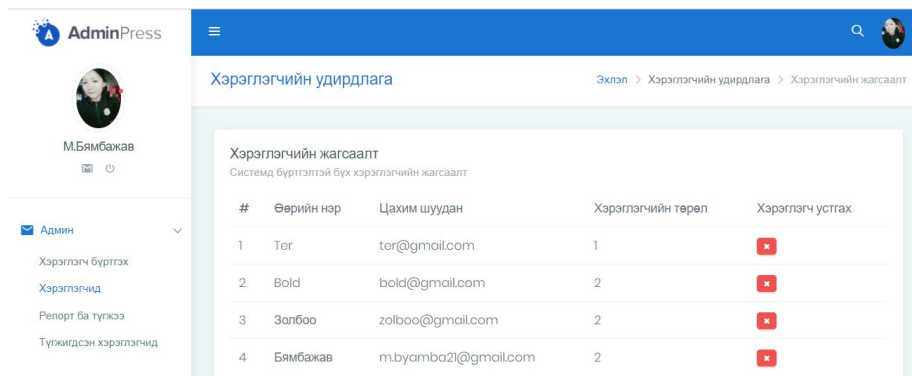 AdminPress
М.Бямбажав
Админ
Хэрэглэгч бүртгэх
Хэрэглэгчид
Репорт ба түгжээ
Түгжигдсэн хэрэглэгчид
Хэрэглэгчийн удирдлага
Эхлэл > Хэрэглэгчийн удирдлага > Хэрэглэгчийн жагсаалт
Хэрэглэгчийн жагсаалт
Системд бүртгэлтэй бүх хэрэглэгчийн жагсаалт
# Өөрийн нэр Цахим шуудан Хэрэглэгчийн төрөл Хэрэглэгч устгах
1 Ter ter@gmail.com 1
2 Bold bold@gmail.com 2
3 Золбоо zolboo@gmail.com 2
4 Бямбажав m.byamba21@gmail.com 2